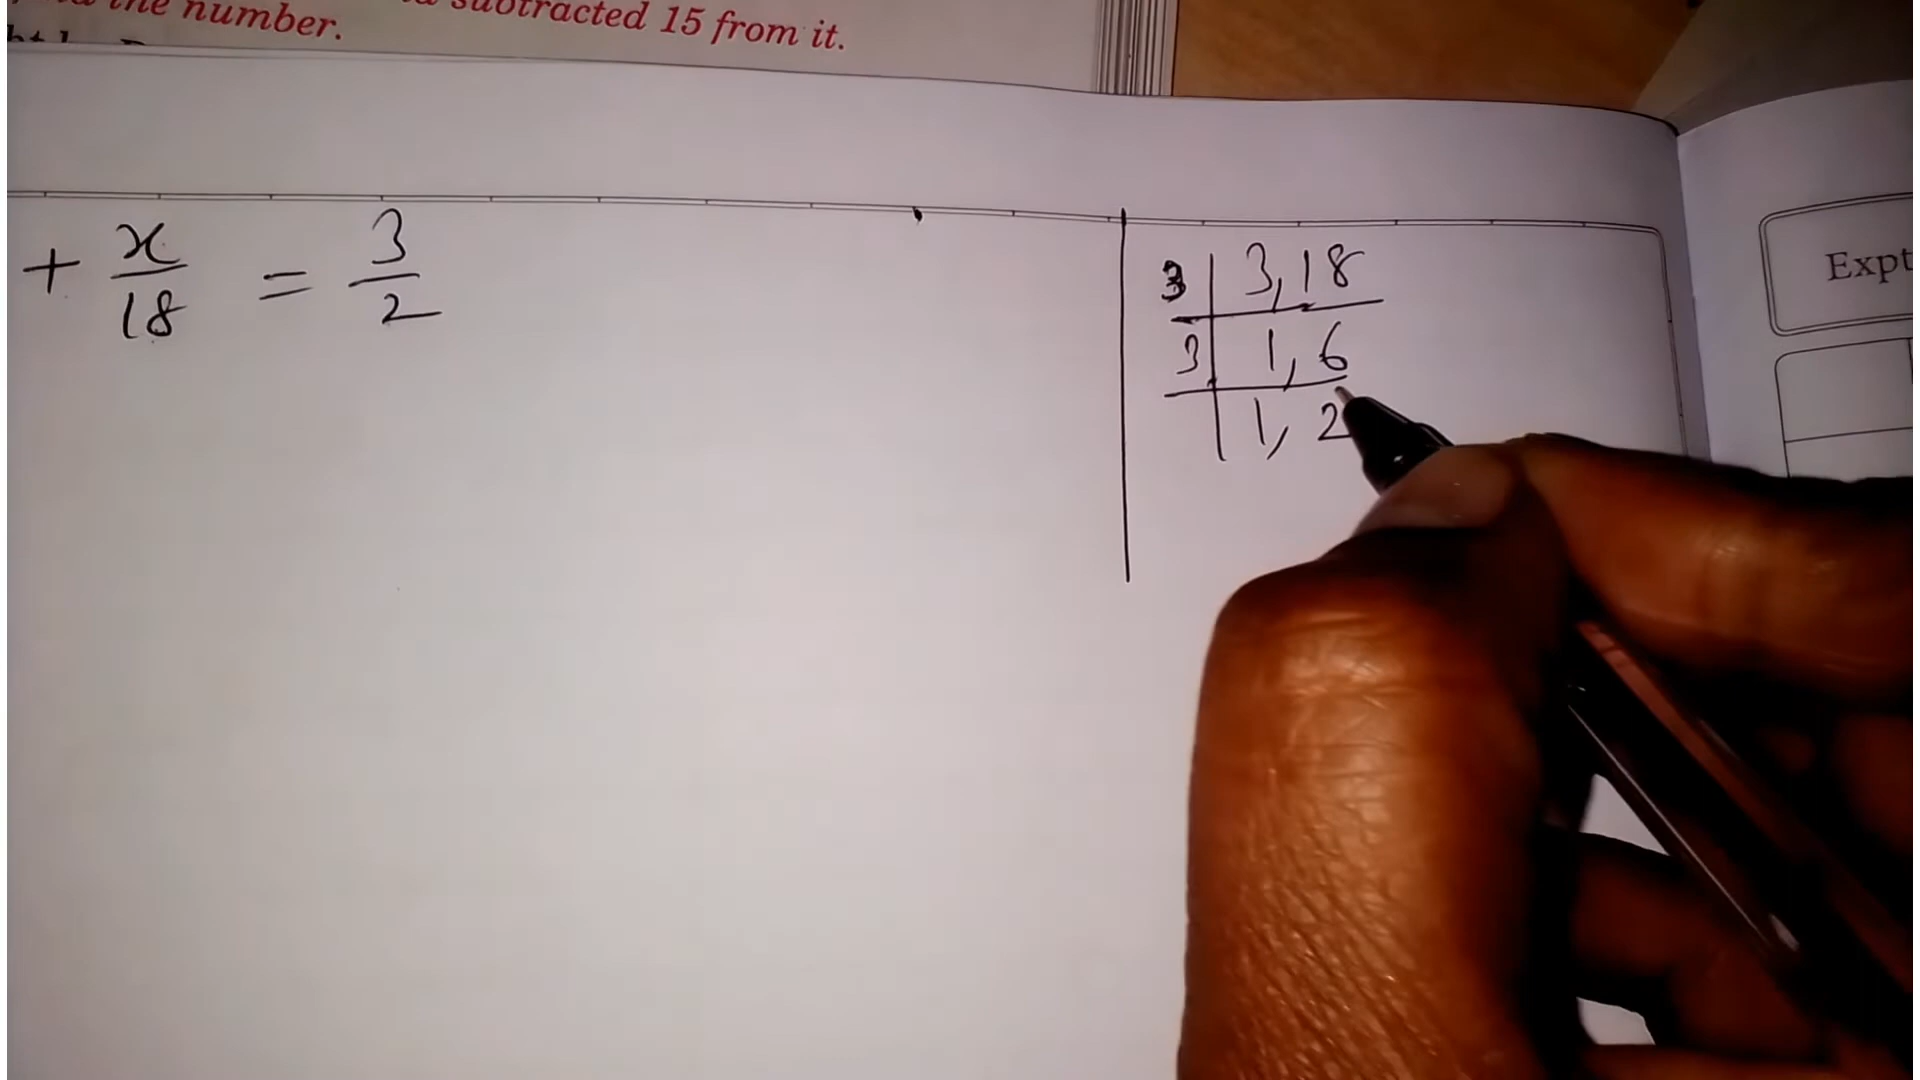 the number.
subtracted 15 from it.
+ x/18 = 3/2
3 | 3, 18
3 | 1, 6
| 1, 2
Expt